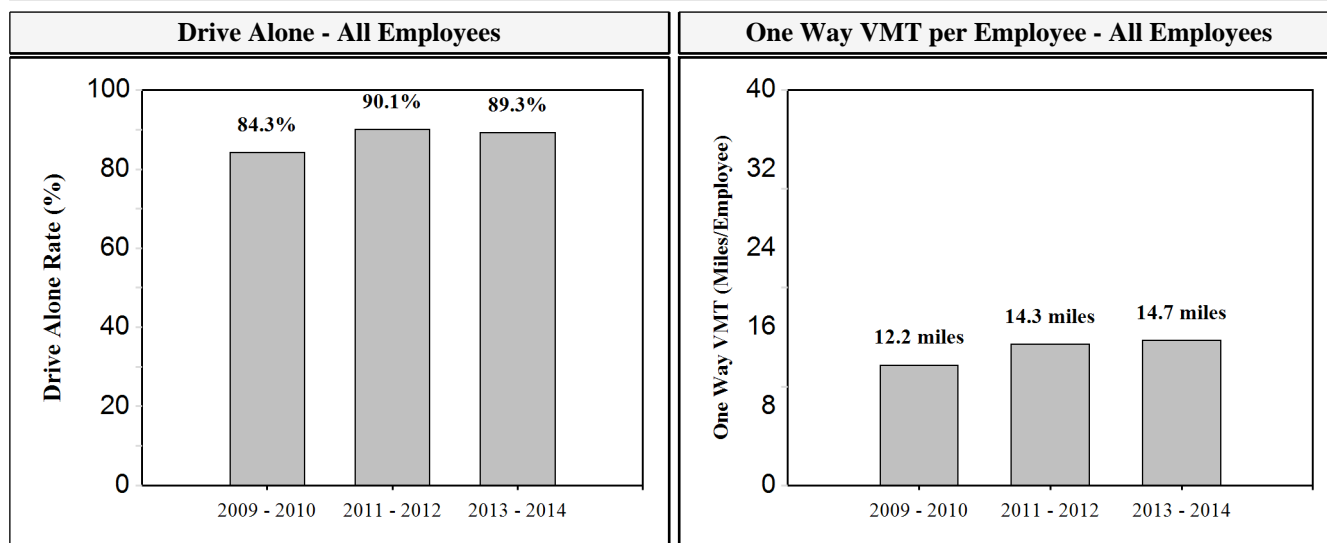 Drive Alone - All Employees
Drive Alone Rate (%)
100
80
60
40
20
0
84.3%
90.1%
89.3%
2009 - 2010
2011 - 2012
2013 - 2014
One Way VMT per Employee - All Employees
One Way VMT (Miles/Employee)
40
32
24
16
8
0
12.2 miles
14.3 miles
14.7 miles
2009 - 2010
2011 - 2012
2013 - 2014